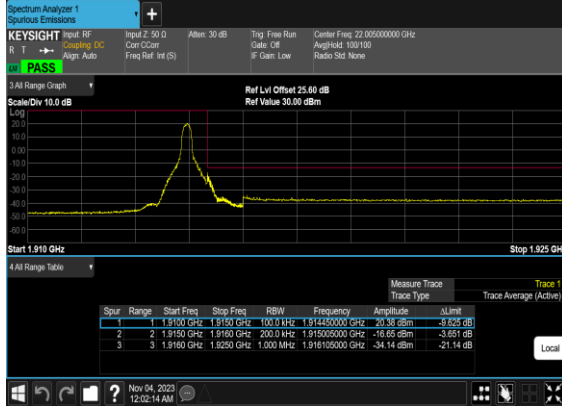 Spectrum Analyzer 1
Spurious Emissions
+
KEYSIGHT
R T
LXI
PASS
Input: RF
Coupling: DC
Align: Auto
Input Z: 50 Ω
Corr CCorr
Freq Ref: Int (S)
Atten: 30 dB
Trig: Free Run
Gate: Off
IF Gain: Low
Center Freq: 22.005000000 GHz
Avg|Hold: 100/100
Radio Std: None
3 All Range Graph
Scale/Div 10.0 dB
Ref Lvl Offset 25.60 dB
Ref Value 30.00 dBm
Log
20.0
10.0
0.00
-10.0
-20.0
-30.0
-40.0
-50.0
-60.0
Start 1.910 GHz
Stop 1.925 GH
4 All Range Table
Measure Trace Trace 1
Trace Type Trace Average (Active)
Spur Range Start Freq Stop Freq RBW Frequency Amplitude ΔLimit
1 1 1.9100 GHz 1.9150 GHz 100.0 kHz 1.914450000 GHz 20.38 dBm -9.625 dB
2 2 1.9150 GHz 1.9160 GHz 200.0 kHz 1.915005000 GHz -16.65 dBm -3.651 dB
3 3 1.9160 GHz 1.9250 GHz 1.000 MHz 1.916105000 GHz -34.14 dBm -21.14 dB
Local
?
Nov 04, 2023
12:02:14 AM